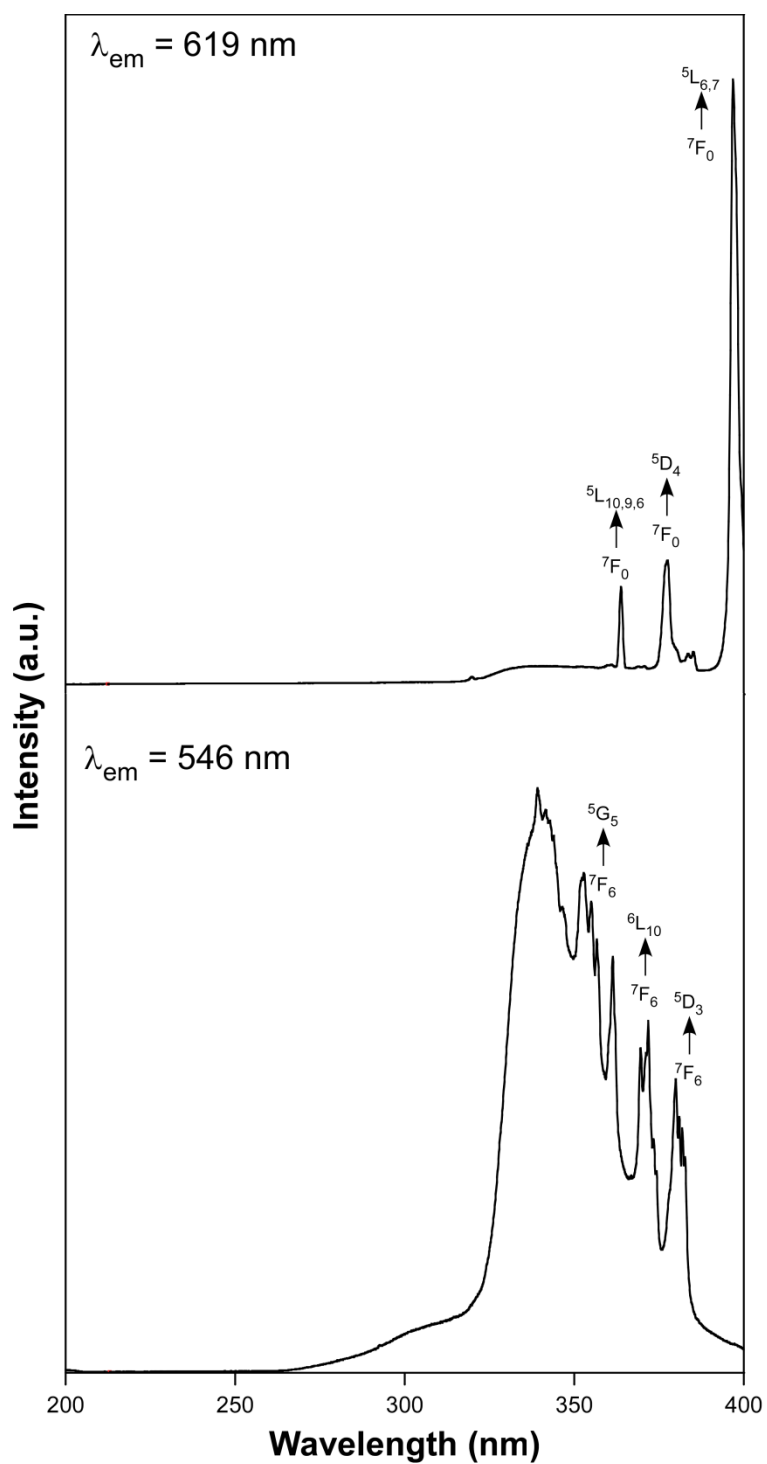 λem = 619 nm
⁵L₆,₇
⁷F₀
⁵D₄
⁵L₁₀,₉,₆
⁷F₀
⁷F₀
Intensity (a.u.)
λem = 546 nm
⁵G₅
⁷F₆
⁶L₁₀
⁷F₆
⁵D₃
⁷F₆
200 250 300 350 400
Wavelength (nm)